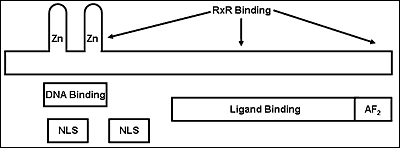 RxR Binding
Zn Zn
DNA Binding
Ligand Binding AF₂
NLS NLS